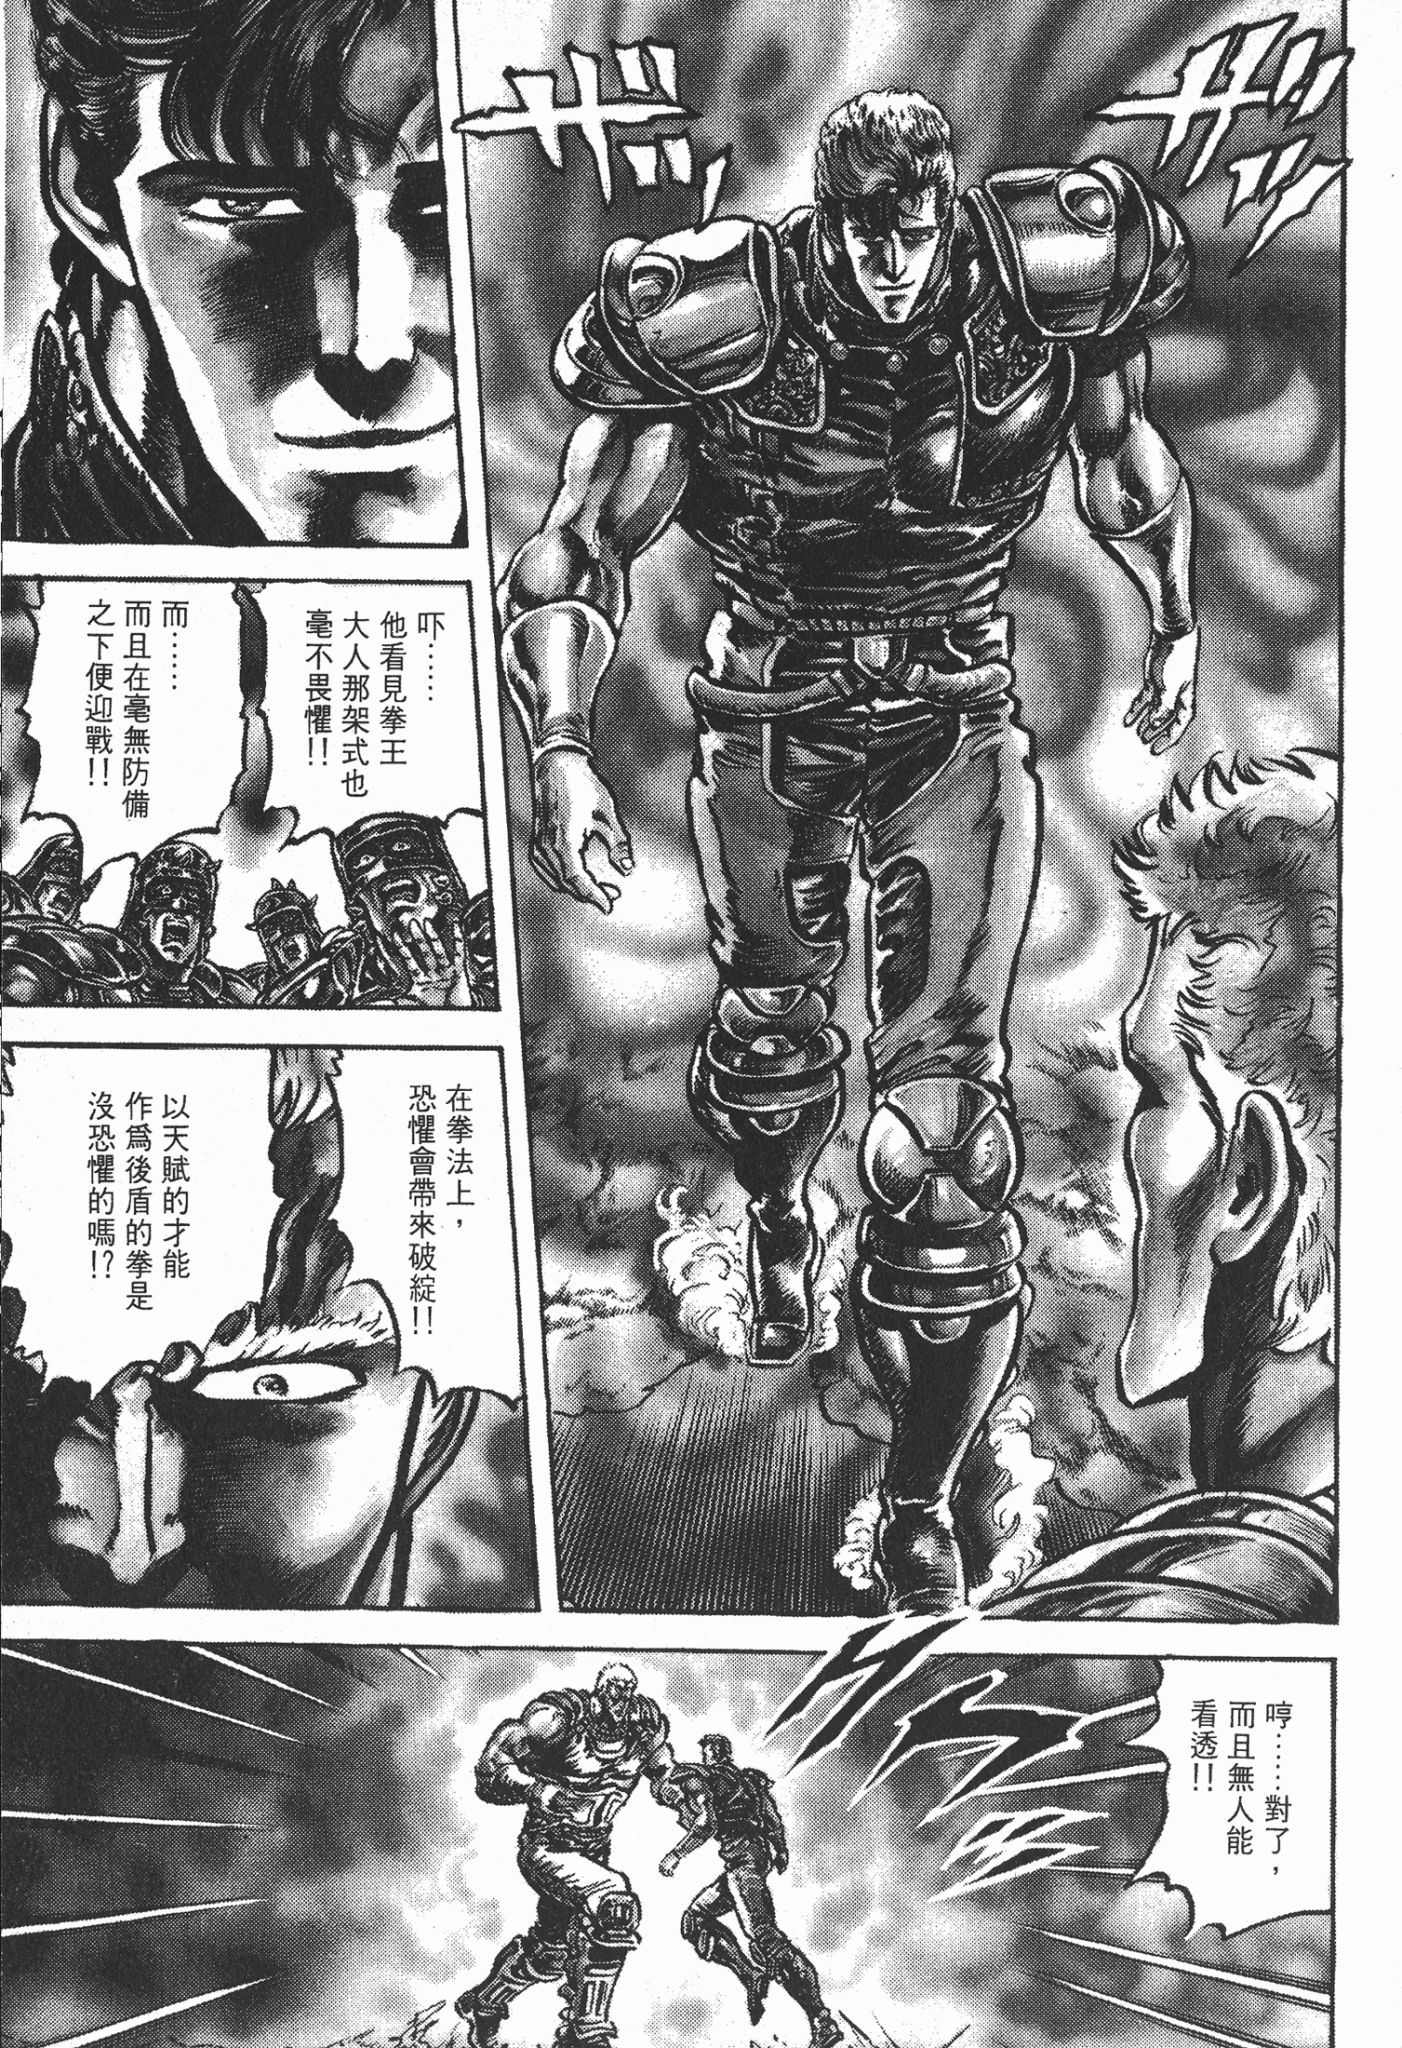 ザッ
ザッ
吓……
他看見拳王
大人那架式也
毫不畏懼!!
而……
而且在毫無防備
之下便迎戰!!
在拳法上，
恐懼會帶來破綻!!
以天賦的才能
作爲後盾的拳是
沒恐懼的嗎!?
哼……對了，
而且無人能
看透!!